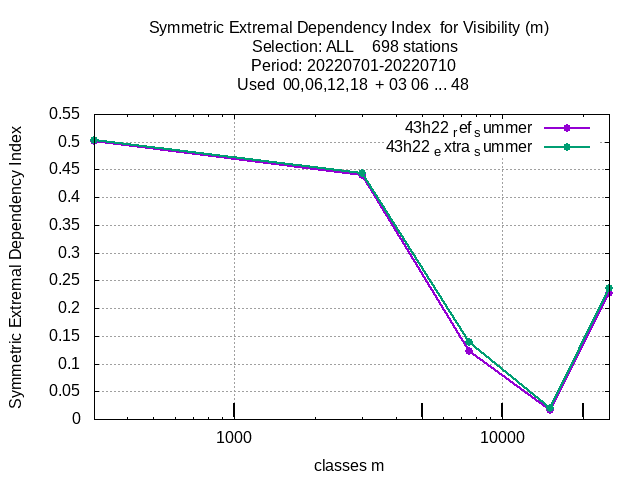 Symmetric Extremal Dependency Index for Visibility (m)
Selection: ALL 698 stations
Period: 20220701-20220710
Used 00,06,12,18 + 03 06 ... 48
Symmetric Extremal Dependency Index
0.55
0.5
0.45
0.4
0.35
0.3
0.25
0.2
0.15
0.1
0.05
0
43h22 ref summer
43h22 extra summer
1000 10000
classes m